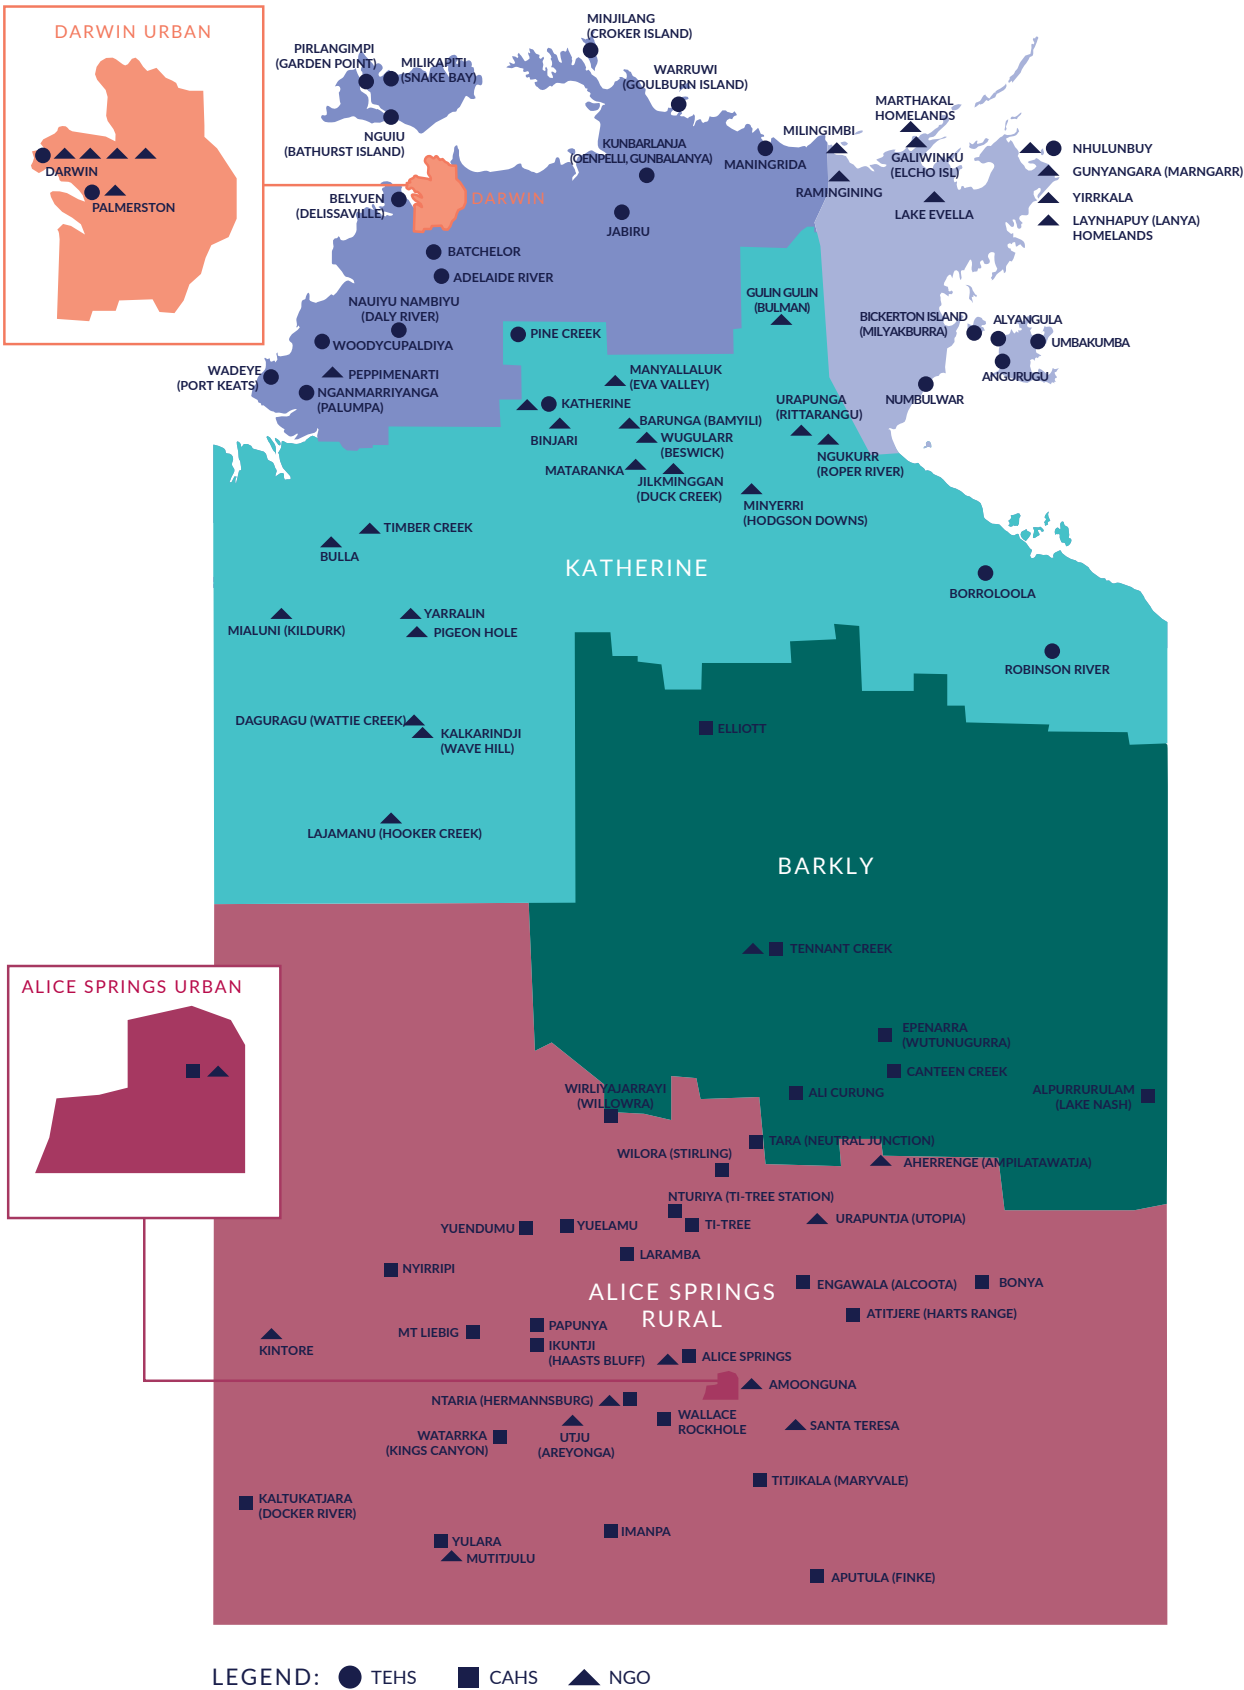 DARWIN URBAN
DARWIN
PALMERSTON
MINJILANG
(CROKER ISLAND)
PIRLANGIMPI
(GARDEN POINT)
MILIKAPITI
(SNAKE BAY)
WARRUWI
(GOULBURN ISLAND)
NGUIU
(BATHURST ISLAND)
KUNBARLANJA
(OENPELLI, GUNBALANYA)
MANINGRIDA
MILINGIMBI
MARTHAKAL
HOMELANDS
GALIWINKU
(ELCHO ISL)
RAMINGINING
LAKE EVELLA
NHULUNBUY
GUNYANGARA (MARNGARR)
YIRRKALA
LAYNHAPUY (LANYA)
HOMELANDS
BELYUEN
(DELISSAVILLE)
DARWIN
JABIRU
BATCHELOR
ADELAIDE RIVER
NAUIYU NAMBIYU
(DALY RIVER)
WOODYCUPALDIYA
PEPPIMENARTI
WADEYE
(PORT KEATS)
NGANMARRIYANGA
(PALUMPA)
GULIN GULIN
(BULMAN)
BICKERTON ISLAND
(MILYAKBURRA)
ALYANGULA
UMBAKUMBA
ANGURUGU
NUMBULWAR
PINE CREEK
MANYALLALUK
(EVA VALLEY)
KATHERINE
BINJARI
BARUNGA (BAMYILI)
WUGULARR
(BESWICK)
MATARANKA
JILKMINGGAN
(DUCK CREEK)
URAPUNGA
(RITTARANGU)
NGUKURR
(ROPER RIVER)
MINYERRI
(HODGSON DOWNS)
TIMBER CREEK
BULLA
KATHERINE
BORROLOOLA
MIALUNI (KILDURK)
YARRALIN
PIGEON HOLE
ROBINSON RIVER
DAGURAGU (WATTIE CREEK)
KALKARINDJI
(WAVE HILL)
LAJAMANU (HOOKER CREEK)
ELLIOTT
BARKLY
TENNANT CREEK
ALICE SPRINGS URBAN
EPENARRA
(WUTUNUGURRA)
CANTEEN CREEK
ALI CURUNG
ALPURRURULAM
(LAKE NASH)
WIRLIYAJARRAYI
(WILLOWRA)
TARA (NEUTRAL JUNCTION)
WILORA (STIRLING)
AHERRENGE (AMPILATAWATJA)
NTURIYA (TI-TREE STATION)
YUENDUMU
YUELAMU
TI-TREE
URAPUNTJA (UTOPIA)
LARAMBA
NYIRRIPI
ALICE SPRINGS
RURAL
ENGAWALA (ALCOOTA)
BONYA
ATITJERE (HARTS RANGE)
KINTORE
MT LIEBIG
PAPUNYA
IKUNTJI
(HAASTS BLUFF)
ALICE SPRINGS
AMOONGUNA
NTARIA (HERMANNSBURG)
WALLACE
ROCKHOLE
SANTA TERESA
WATARRKA
(KINGS CANYON)
UTJU
(AREYONGA)
TITJIKALA (MARYVALE)
KALTUKATJARA
(DOCKER RIVER)
IMANPA
YULARA
MUTITJULU
APUTULA (FINKE)
LEGEND: TEHS CAHS NGO